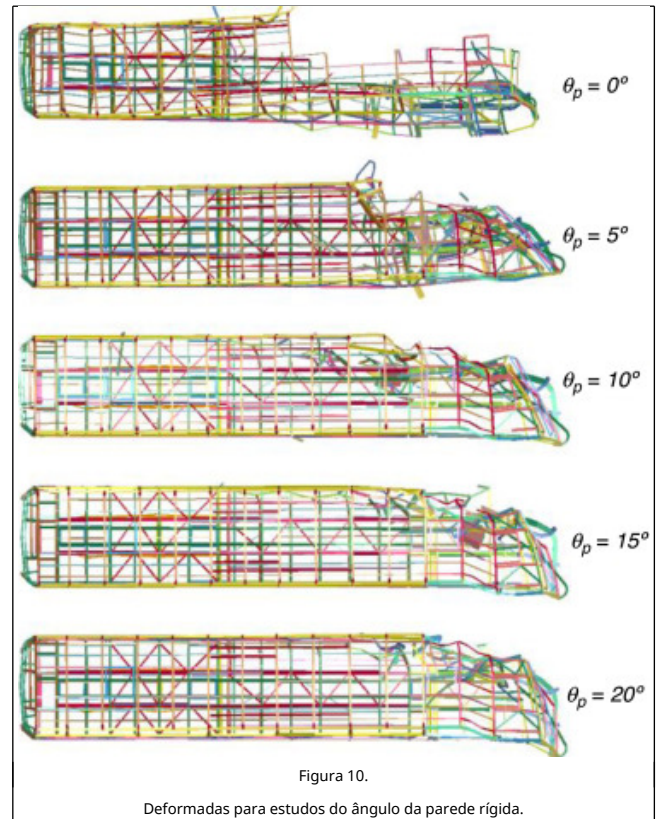 θp = 0º
θp = 5º
θp = 10º
θp = 15º
θp = 20º
Figura 10.
Deformadas para estudos do ângulo da parede rígida.